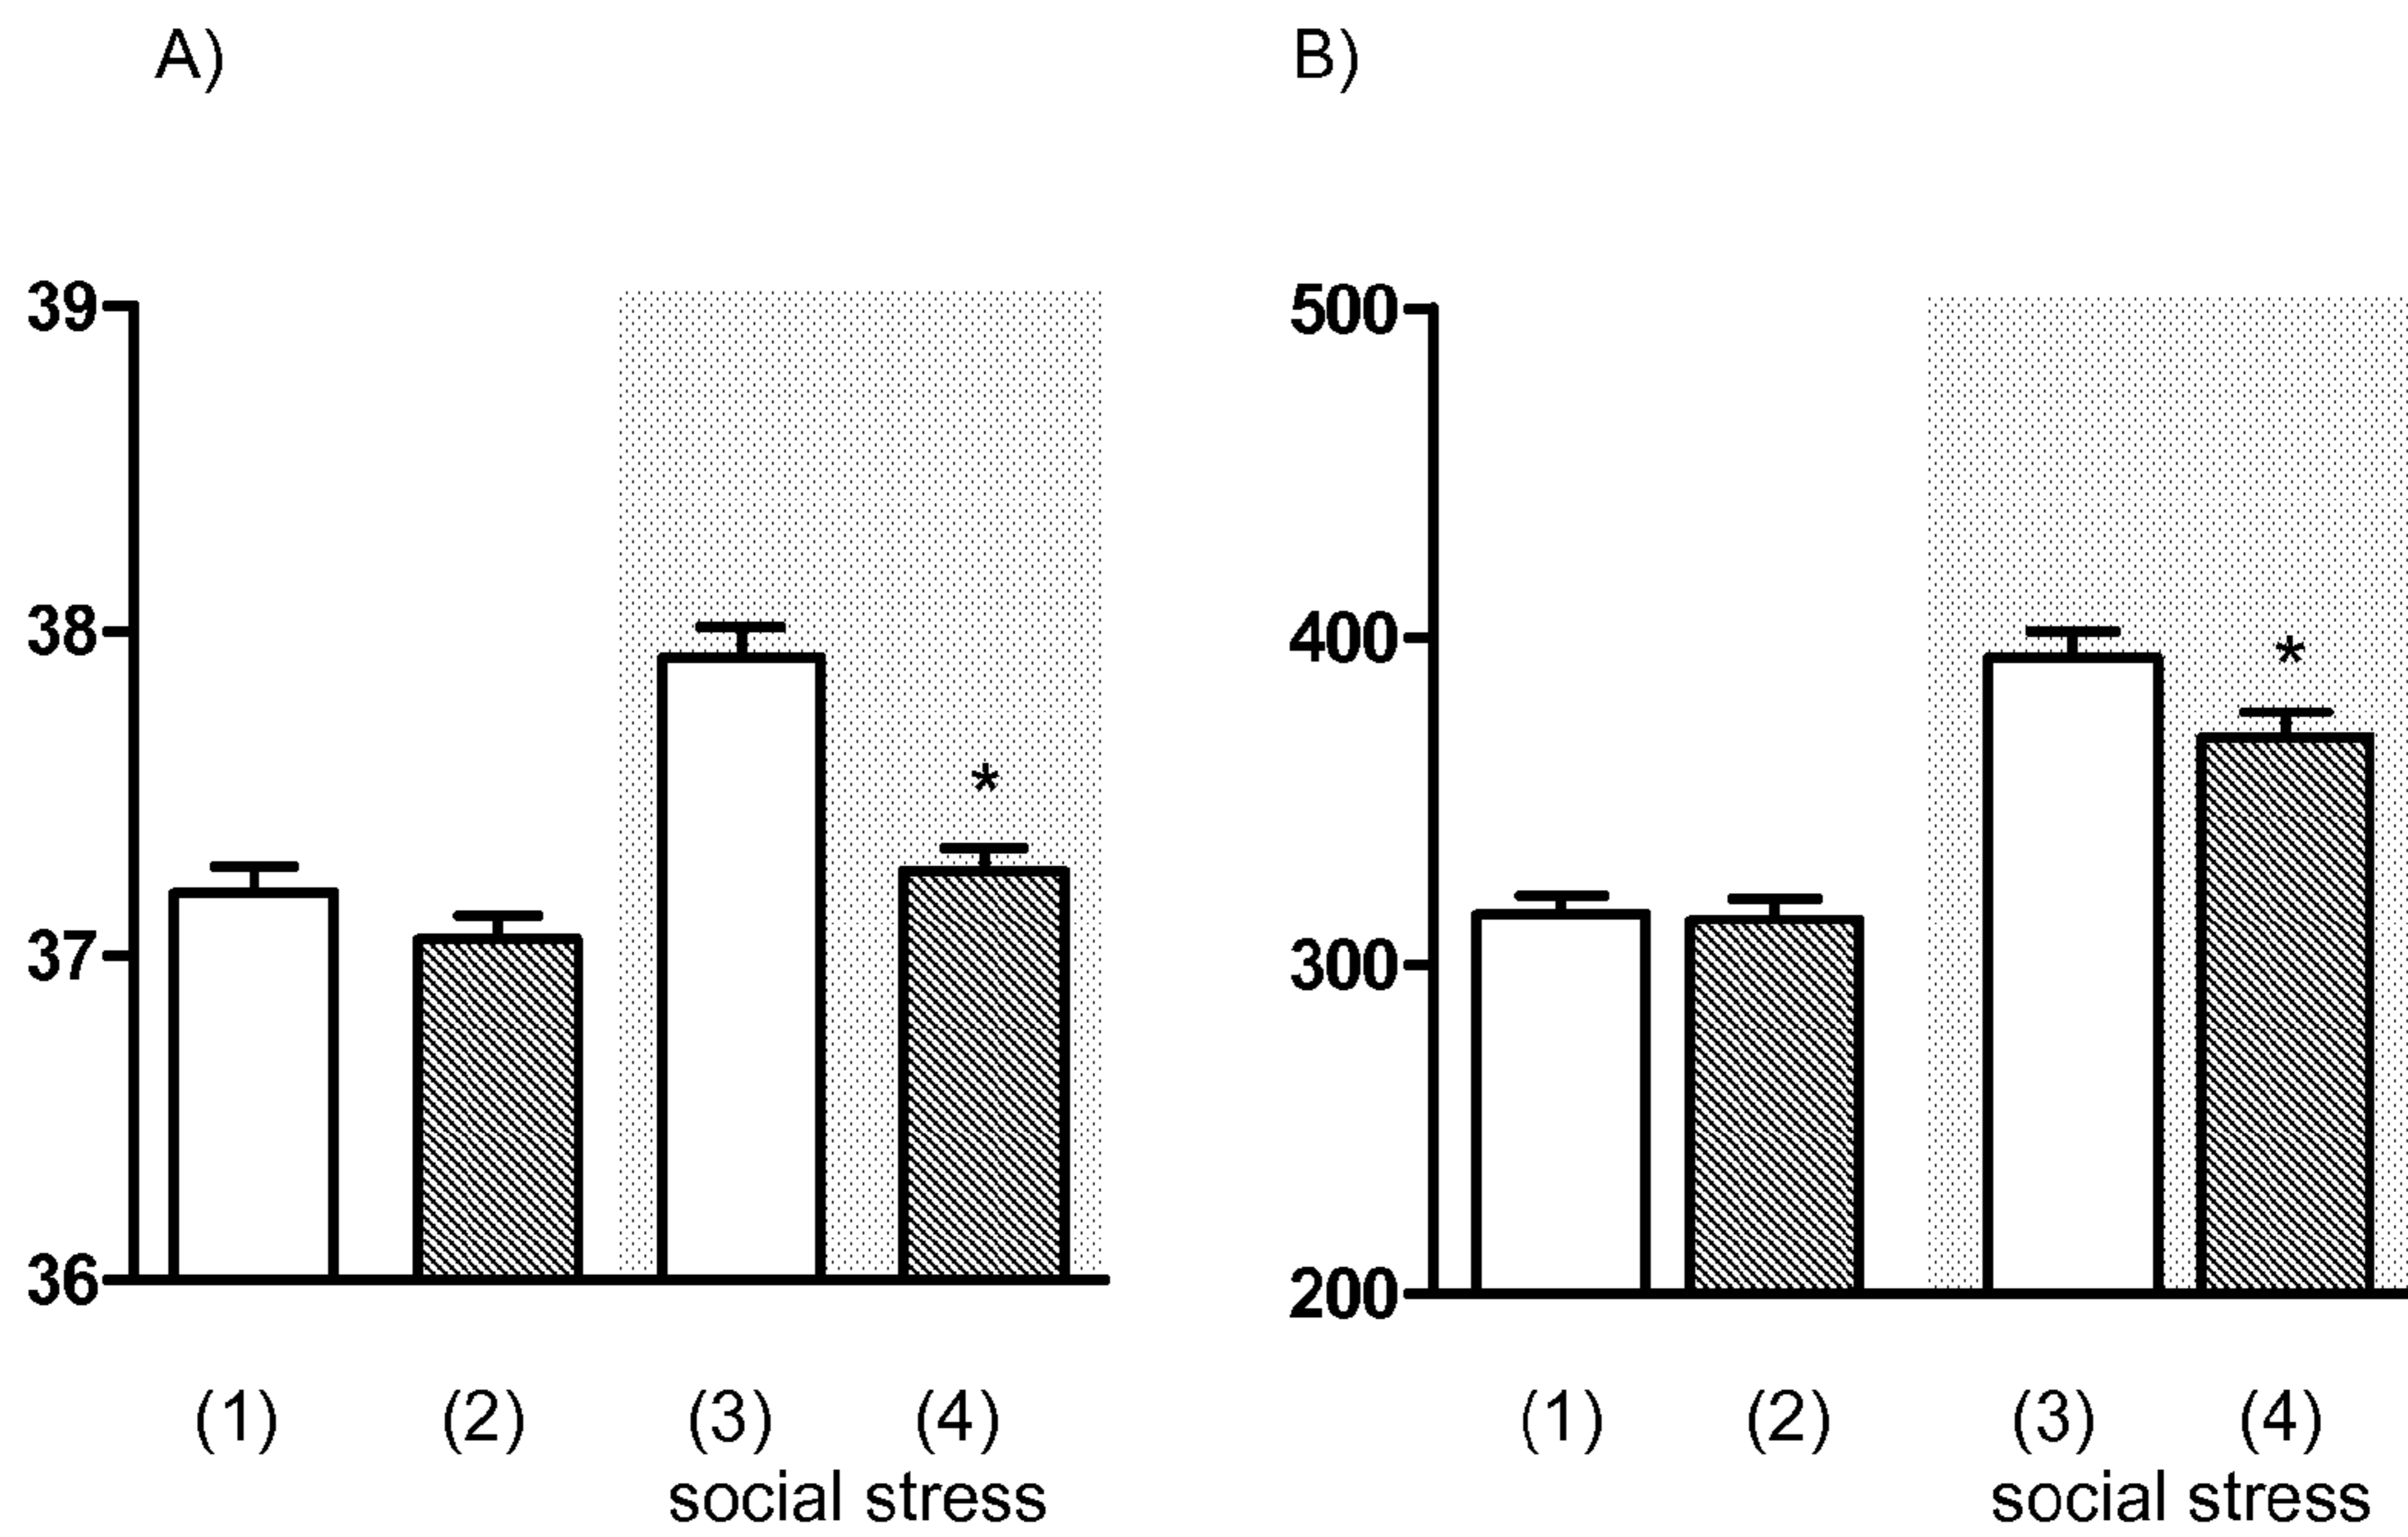 A)
39
38
37
36
*
(1) (2) (3) (4)
social stress
B)
500
400
300
200
*
(1) (2) (3) (4)
social stress